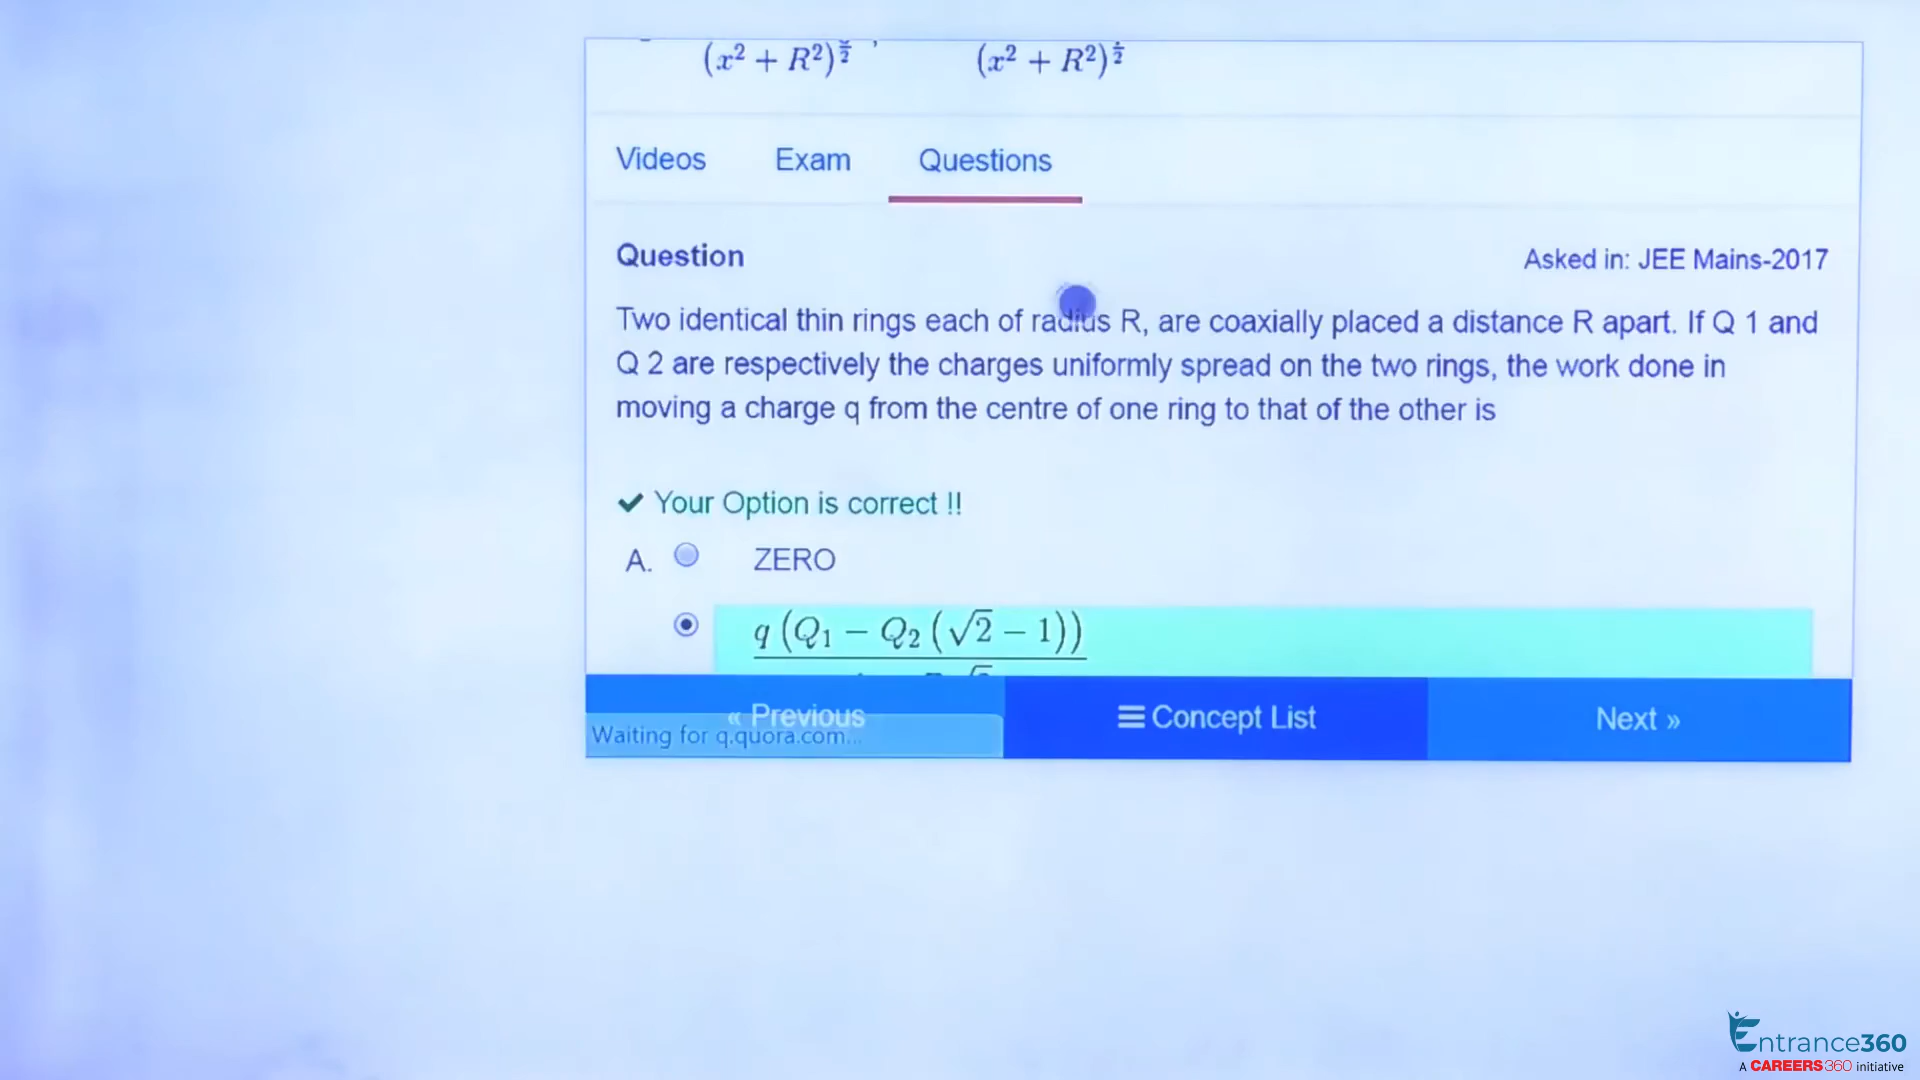 (x² + R²)^{3/2} , (x² + R²)^{1/2}
Videos Exam Questions
Question Asked in: JEE Mains-2017
Two identical thin rings each of radius R, are coaxially placed a distance R apart. If Q 1 and
Q 2 are respectively the charges uniformly spread on the two rings, the work done in
moving a charge q from the centre of one ring to that of the other is
✔ Your Option is correct !!
A. ZERO
q (Q₁ − Q₂ (√2 − 1))
« Previous ☰ Concept List Next »
Waiting for q.quora.com...
Entrance360
A CAREERS360 initiative